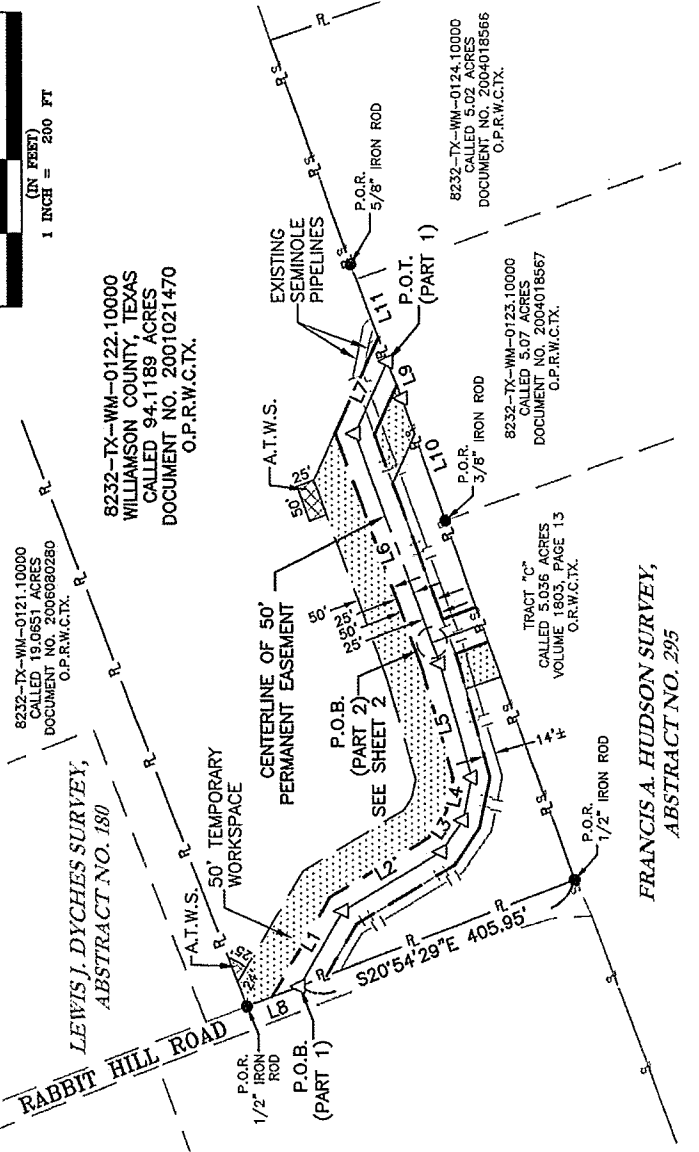 (IN FEET)
1 INCH = 200 FT
8232-TX-WM-0121.10000
CALLED 19.0651 ACRES
DOCUMENT NO. 2006080280
O.P.R.W.C.TX.
8232-TX-WM-0122.10000
WILLIAMSON COUNTY, TEXAS
CALLED 94.1189 ACRES
DOCUMENT NO. 2001021470
O.P.R.W.C.TX.
8232-TX-WM-0124.10000
CALLED 5.02 ACRES
DOCUMENT NO. 2004018566
O.P.R.W.C.TX.
8232-TX-WM-0123.10000
CALLED 5.07 ACRES
DOCUMENT NO. 2004018567
O.P.R.W.C.TX.
TRACT "C"
CALLED 5.036 ACRES
VOLUME 1803, PAGE 13
O.R.W.C.TX.
LEWIS J. DYCHES SURVEY,
ABSTRACT NO. 180
FRANCIS A. HUDSON SURVEY,
ABSTRACT NO. 295
RABBIT HILL ROAD
A.T.W.S.
25'
24'
50' TEMPORARY
WORKSPACE
CENTERLINE OF 50'
PERMANENT EASEMENT
P.O.B.
(PART 2)
SEE SHEET 2
A.T.W.S.
50'
25'
EXISTING
SEMINOLE
PIPELINES
P.O.R.
5/8" IRON ROD
P.O.T.
(PART 1)
P.O.R.
3/8" IRON ROD
P.O.R.
1/2" IRON ROD
P.O.R.
1/2" IRON
ROD
P.O.B.
(PART 1)
S20°54'29"E 405.95'
50'
25'
50'
25'
14'±
L1
L2
L3
L4
L5
L6
L7
L8
L9
L10
L11